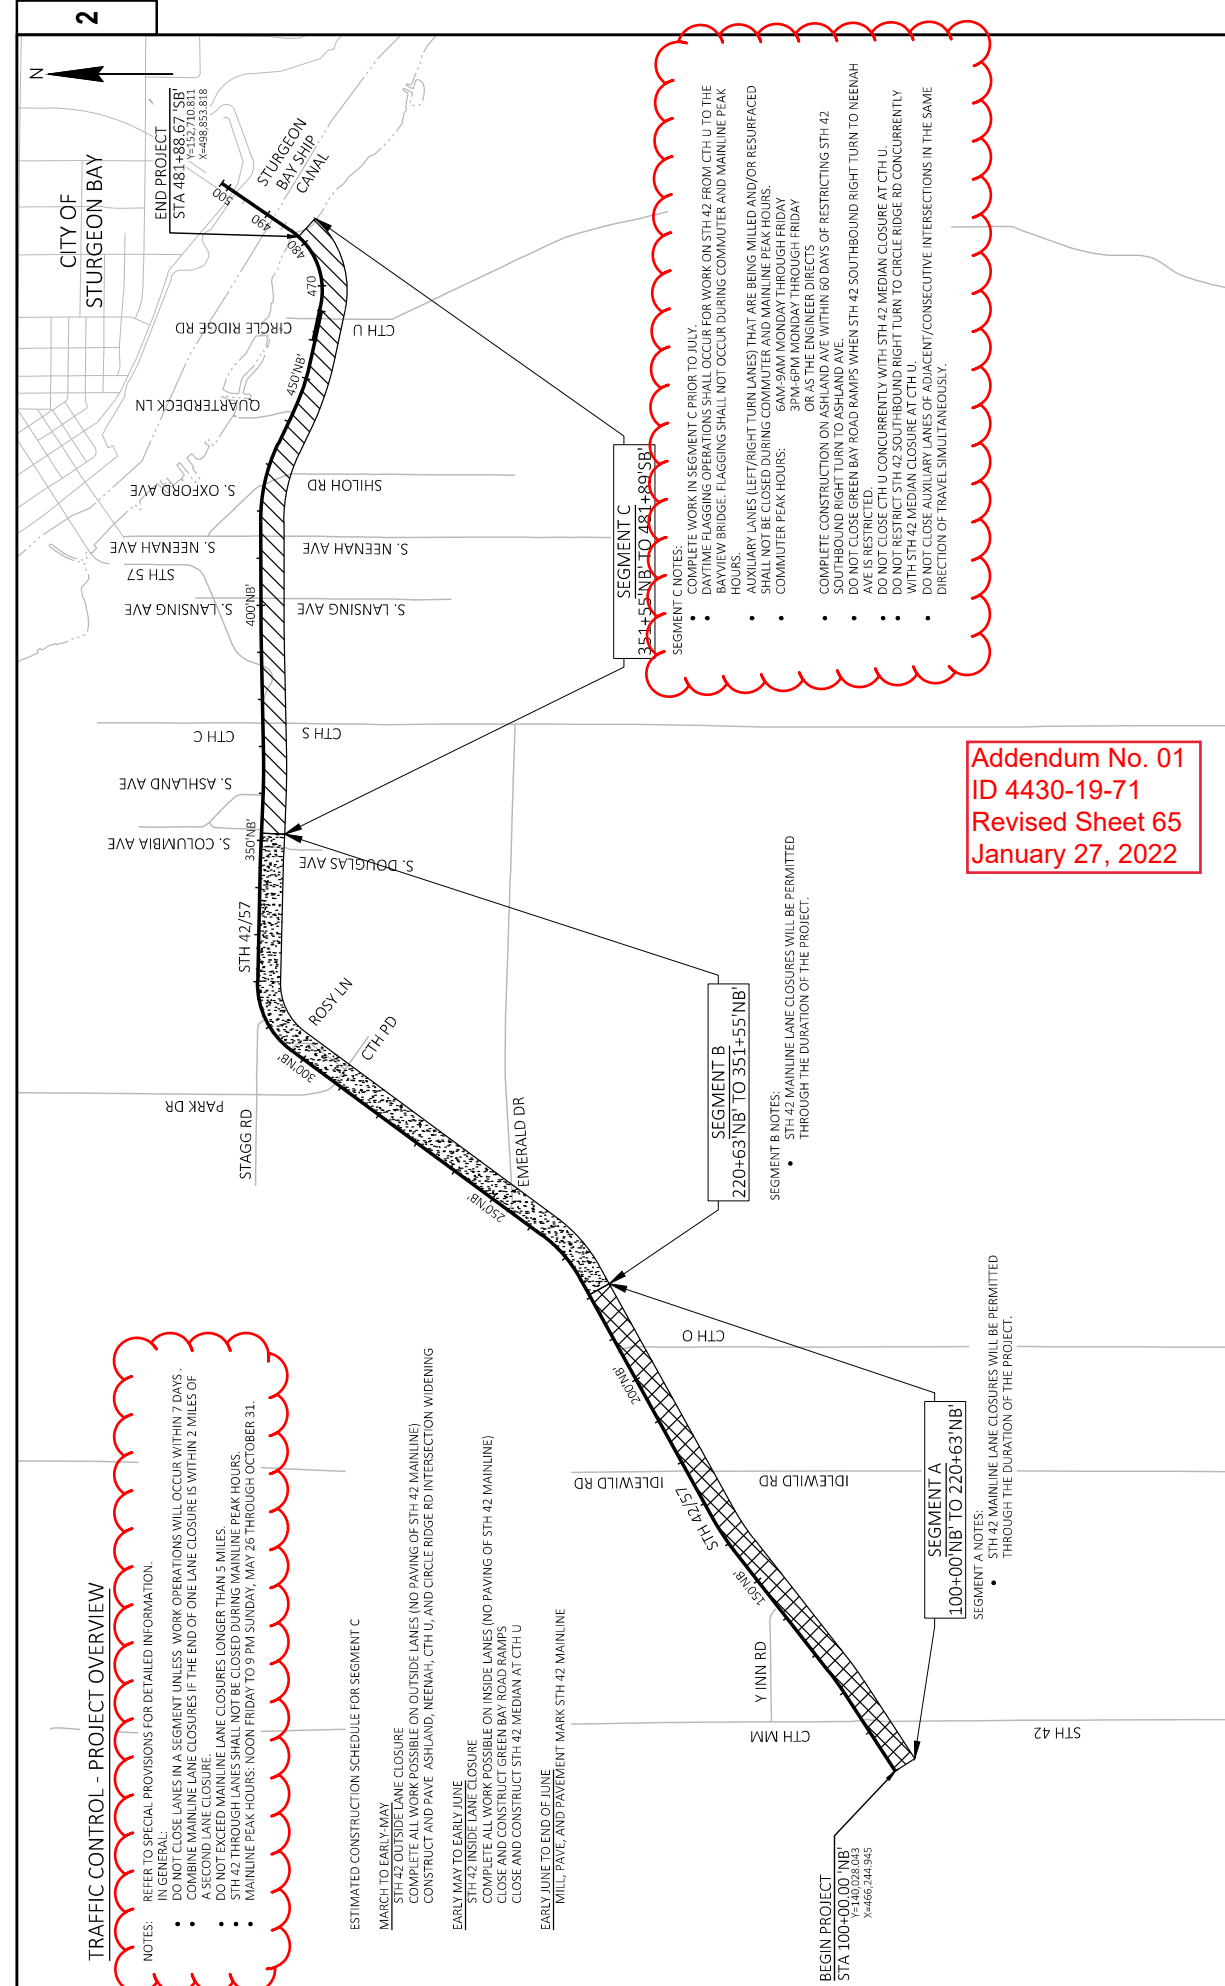 2
TRAFFIC CONTROL - PROJECT OVERVIEW
NOTES: REFER TO SPECIAL PROVISIONS FOR DETAILED INFORMATION.
IN GENERAL:
• DO NOT CLOSE LANES IN A SEGMENT UNLESS WORK OPERATIONS WILL OCCUR WITHIN 7 DAYS.
• COMBINE MAINLINE LANE CLOSURES IF THE END OF ONE LANE CLOSURE IS WITHIN 2 MILES OF
A SECOND LANE CLOSURE.
• DO NOT EXCEED MAINLINE LANE CLOSURES LONGER THAN 5 MILES.
• STH 42 THROUGH LANES SHALL NOT BE CLOSED DURING MAINLINE PEAK HOURS.
• MAINLINE PEAK HOURS: NOON FRIDAY TO 9 PM SUNDAY, MAY 26 THROUGH OCTOBER 31.
ESTIMATED CONSTRUCTION SCHEDULE FOR SEGMENT C
MARCH TO EARLY-MAY
STH 42 OUTSIDE LANE CLOSURE
COMPLETE ALL WORK POSSIBLE ON OUTSIDE LANES (NO PAVING OF STH 42 MAINLINE)
CONSTRUCT AND PAVE ASHLAND, NEENAH, CTH U, AND CIRCLE RIDGE RD INTERSECTION WIDENING
EARLY MAY TO EARLY JUNE
STH 42 INSIDE LANE CLOSURE
COMPLETE ALL WORK POSSIBLE ON INSIDE LANES (NO PAVING OF STH 42 MAINLINE)
CLOSE AND CONSTRUCT GREEN BAY ROAD RAMPS
CLOSE AND CONSTRUCT STH 42 MEDIAN AT CTH U
EARLY JUNE TO END OF JUNE
MILL, PAVE, AND PAVEMENT MARK STH 42 MAINLINE
BEGIN PROJECT
STA 100+00.00 'NB'
Y=140,028.043
X=466,244.945
CTH MM
STH 42
Y INN RD
150'NB'
STH 42/57
IDLEWILD RD
IDLEWILD RD
200'NB'
CTH O
SEGMENT A
100+00'NB' TO 220+63'NB'
SEGMENT A NOTES:
• STH 42 MAINLINE LANE CLOSURES WILL BE PERMITTED
THROUGH THE DURATION OF THE PROJECT.
250'NB'
EMERALD DR
STAGG RD
PARK DR
300'NB'
CTH PD
ROSY LN
STH 42/57
SEGMENT B
220+63'NB' TO 351+55'NB'
SEGMENT B NOTES:
• STH 42 MAINLINE LANE CLOSURES WILL BE PERMITTED
THROUGH THE DURATION OF THE PROJECT.
350'NB'
S. COLUMBIA AVE
S. DOUGLAS AVE
S. ASHLAND AVE
CTH C
CTH S
400'NB'
S. LANSING AVE
S. LANSING AVE
STH 57
S. NEENAH AVE
S. NEENAH AVE
S. OXFORD AVE
SHILOH RD
QUARTERDECK LN
450'NB'
CIRCLE RIDGE RD
CTH U
470
480
490
500
CITY OF
STURGEON BAY
STURGEON
BAY SHIP
CANAL
END PROJECT
STA 481+88.67 'SB'
Y=152,710.811
X=498,853.818
N
SEGMENT C
351+55'NB' TO 481+89'SB'
SEGMENT C NOTES:
• COMPLETE WORK IN SEGMENT C PRIOR TO JULY.
• DAYTIME FLAGGING OPERATIONS SHALL OCCUR FOR WORK ON STH 42 FROM CTH U TO THE
BAYVIEW BRIDGE. FLAGGING SHALL NOT OCCUR DURING COMMUTER AND MAINLINE PEAK
HOURS.
• AUXILIARY LANES (LEFT/RIGHT TURN LANES) THAT ARE BEING MILLED AND/OR RESURFACED
SHALL NOT BE CLOSED DURING COMMUTER AND MAINLINE PEAK HOURS.
• COMMUTER PEAK HOURS: 6AM-9AM MONDAY THROUGH FRIDAY
3PM-6PM MONDAY THROUGH FRIDAY
OR AS THE ENGINEER DIRECTS
• COMPLETE CONSTRUCTION ON ASHLAND AVE WITHIN 60 DAYS OF RESTRICTING STH 42
SOUTHBOUND RIGHT TURN TO ASHLAND AVE.
• DO NOT CLOSE GREEN BAY ROAD RAMPS WHEN STH 42 SOUTHBOUND RIGHT TURN TO NEENAH
AVE IS RESTRICTED.
• DO NOT CLOSE CTH U CONCURRENTLY WITH STH 42 MEDIAN CLOSURE AT CTH U.
• DO NOT RESTRICT STH 42 SOUTHBOUND RIGHT TURN TO CIRCLE RIDGE RD CONCURRENTLY
WITH STH 42 MEDIAN CLOSURE AT CTH U.
• DO NOT CLOSE AUXILIARY LANES OF ADJACENT/CONSECUTIVE INTERSECTIONS IN THE SAME
DIRECTION OF TRAVEL SIMULTANEOUSLY.
Addendum No. 01
ID 4430-19-71
Revised Sheet 65
January 27, 2022